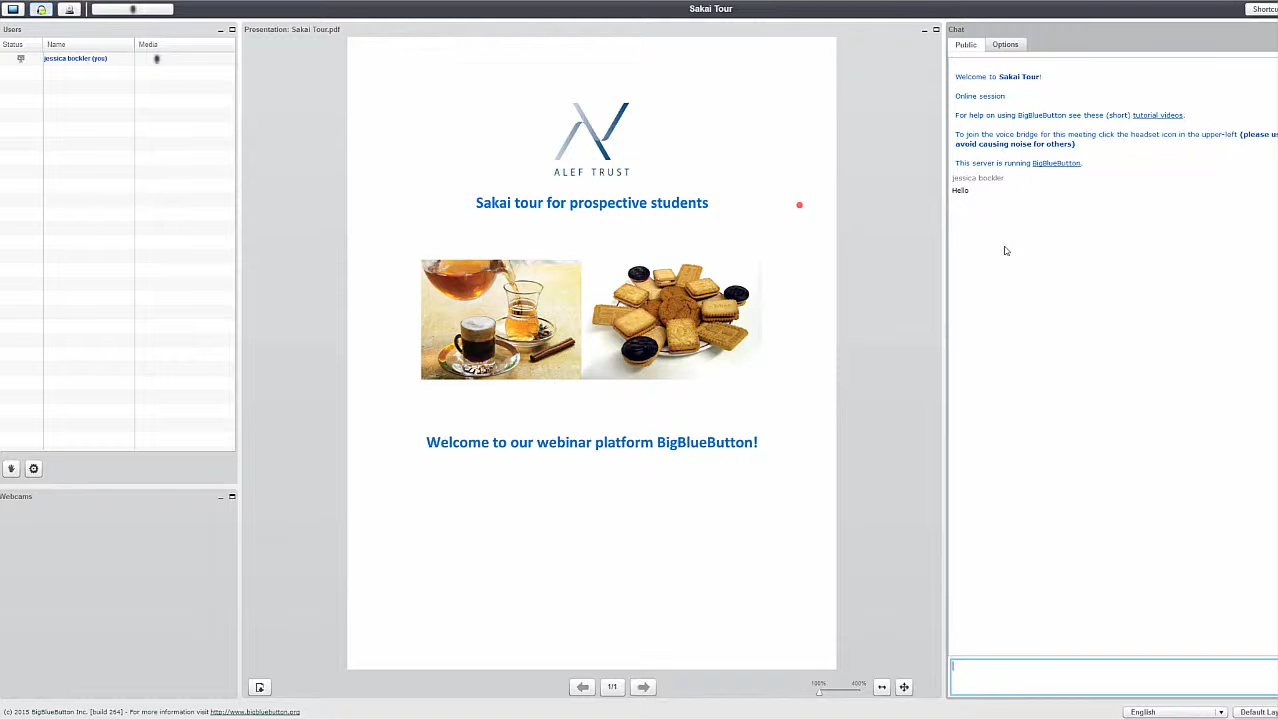 Sakai Tour
Shortcu
Users
Status Name Media
jessica bockler (you)
Webcams
Presentation: Sakai Tour.pdf
ALEF TRUST
Sakai tour for prospective students
Welcome to our webinar platform BigBlueButton!
1/1
100% 400%
Chat
Public Options
Welcome to Sakai Tour!
Online session
For help on using BigBlueButton see these (short) tutorial videos.
To join the voice bridge for this meeting click the headset icon in the upper-left (please us
avoid causing noise for others)
This server is running BigBlueButton.
jessica bockler
Hello
(c) 2015 BigBlueButton Inc. [build 264] - For more information visit http://www.bigbluebutton.org
English
Default Lay